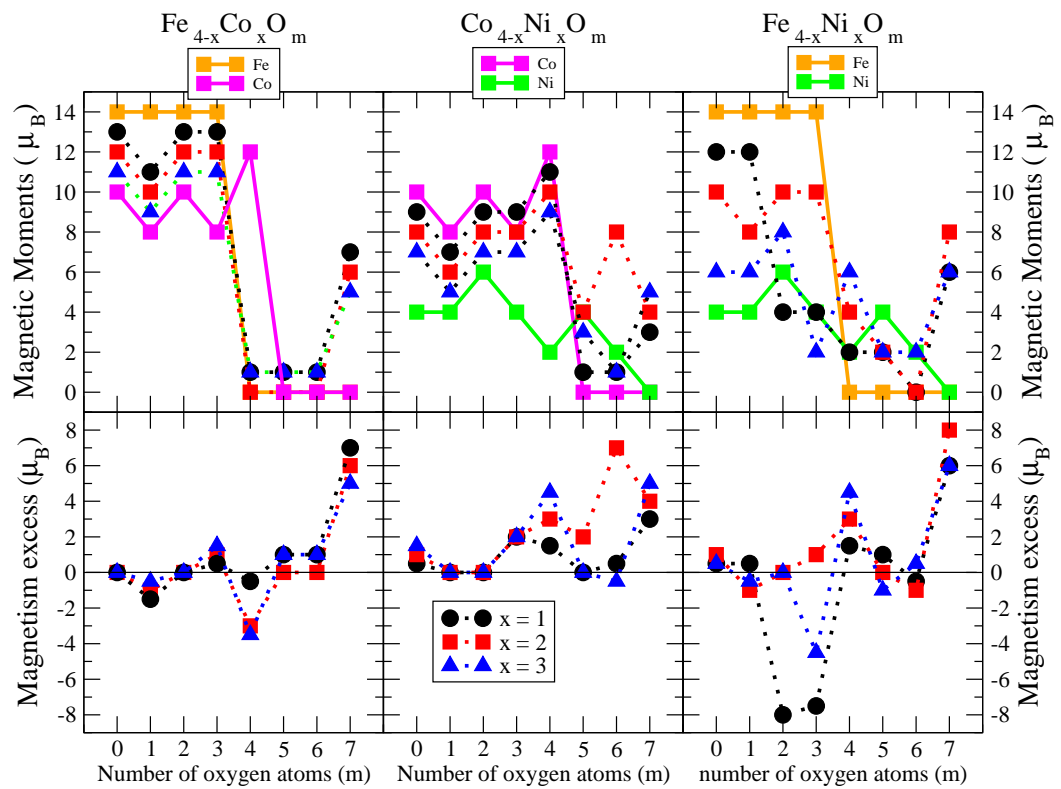 Fe4-xCoxOm
Co4-xNixOm
Fe4-xNixOm
Fe
Co
Co
Ni
Fe
Ni
Magnetic Moments ( μB)
14
12
10
8
6
4
2
0
14
12
10
8
6
4
2
0
Magnetic Moments ( μB)
Magnetism excess (μB)
8
6
4
2
0
-2
-4
-6
-8
x = 1
x = 2
x = 3
8
6
4
2
0
-2
-4
-6
-8
Magnetism excess (μB)
0 1 2 3 4 5 6 7
0 1 2 3 4 5 6 7
0 1 2 3 4 5 6 7
Number of oxygen atoms (m)
Number of oxygen atoms (m)
number of oxygen atoms (m)